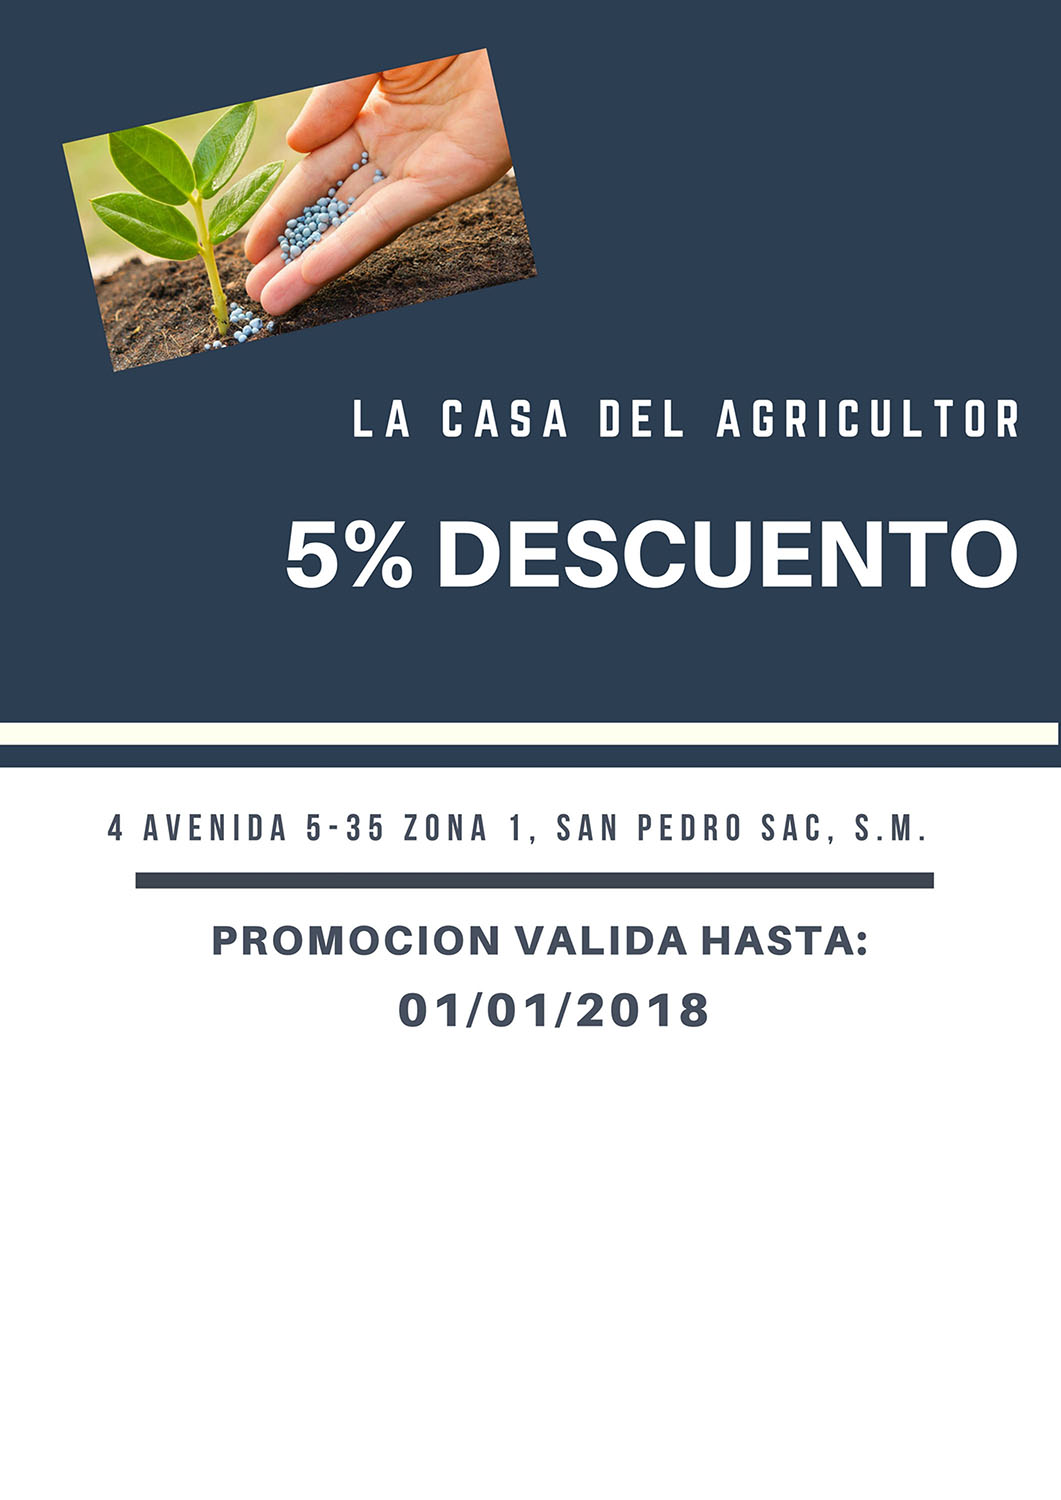 LA CASA DEL AGRICULTOR
5% DESCUENTO
4 AVENIDA 5-35 ZONA 1, SAN PEDRO SAC, S.M.
PROMOCION VALIDA HASTA:
01/01/2018